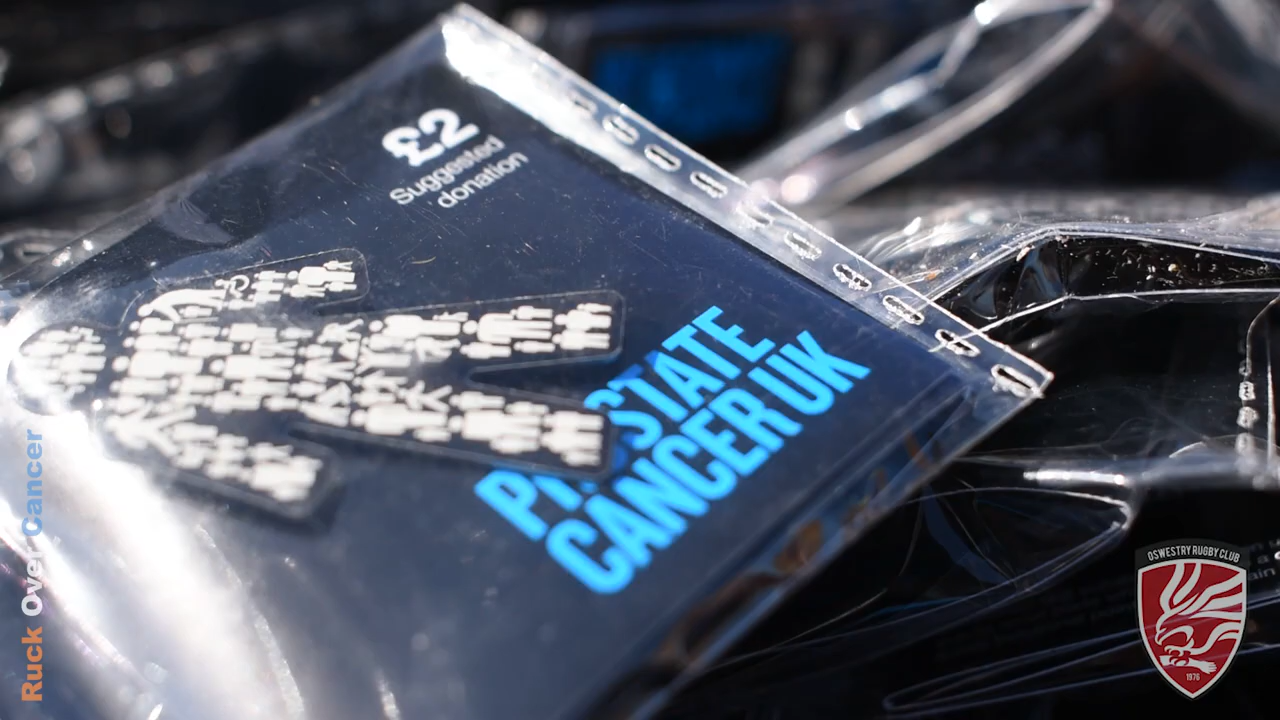 £2
Suggested
donation
PROSTATE
CANCER UK
Ruck Over Cancer
OSWESTRY RUGBY CLUB
1976